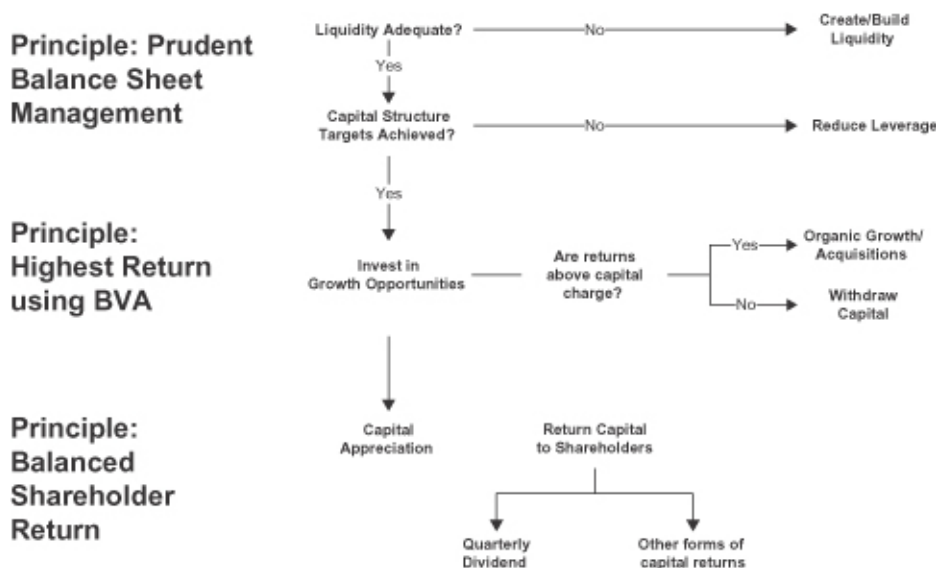 Principle: Prudent
Balance Sheet
Management
Liquidity Adequate?
No
Create/Build
Liquidity
Yes
Capital Structure
Targets Achieved?
No
Reduce Leverage
Yes
Principle:
Highest Return
using BVA
Invest in
Growth Opportunities
Are returns
above capital
charge?
Yes
Organic Growth/
Acquisitions
No
Withdraw
Capital
Principle:
Balanced
Shareholder
Return
Capital
Appreciation
Return Capital
to Shareholders
Quarterly
Dividend
Other forms of
capital returns